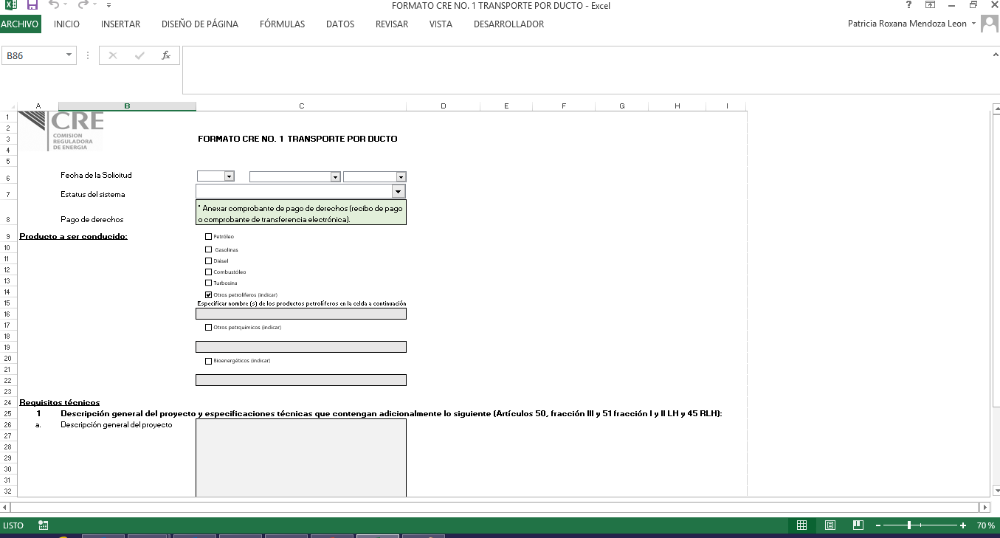 FORMATO CRE NO. 1 TRANSPORTE POR DUCTO - Excel
ARCHIVO INICIO INSERTAR DISEÑO DE PÁGINA FÓRMULAS DATOS REVISAR VISTA DESARROLLADOR Patricia Roxana Mendoza Leon
B86 fx
A B C D E F G H I
1
2
3
4
5
6
7
8
9
10
11
12
13
14
15
16
17
18
19
20
21
22
23
24
25
26
27
28
29
30
31
32
CRE
COMISION
REGULADORA
DE ENERGIA
FORMATO CRE NO. 1 TRANSPORTE POR DUCTO
Fecha de la Solicitud
Estatus del sistema
Pago de derechos
* Anexar comprobante de pago de derechos (recibo de pago
o comprobante de transferencia electrónica).
Producto a ser conducido:
Petróleo
Gasolinas
Diésel
Combustóleo
Turbosina
Otros petrolíferos (indicar)
Especificar nombre (s) de los productos petrolíferos en la celda a continuación
Otros petrquímicos (indicar)
Bioenergéticos (indicar)
Requisitos técnicos
1 Descripción general del proyecto y especificaciones técnicas que contengan adicionalmente lo siguiente (Artículos 50, fracción III y 51 fracción I y II LH y 45 RLH):
a. Descripción general del proyecto
LISTO 70 %